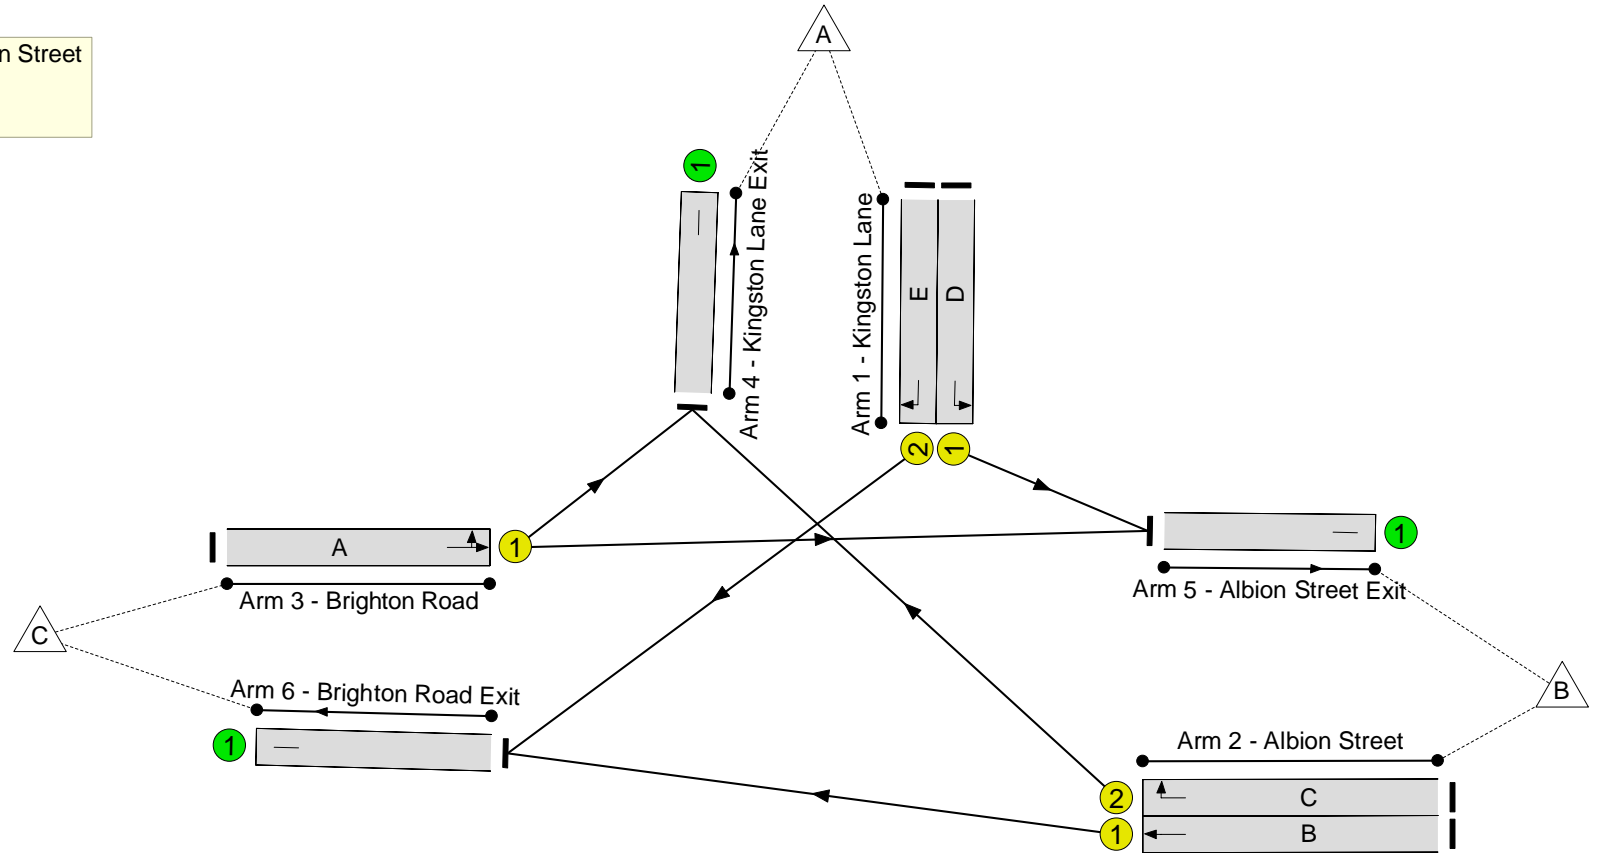 n Street
A
1
Arm 4 - Kingston Lane Exit
Arm 1 - Kingston Lane
E
D
2
1
A
1
Arm 3 - Brighton Road
1
Arm 5 - Albion Street Exit
C
B
Arm 6 - Brighton Road Exit
1
Arm 2 - Albion Street
2
C
1
B